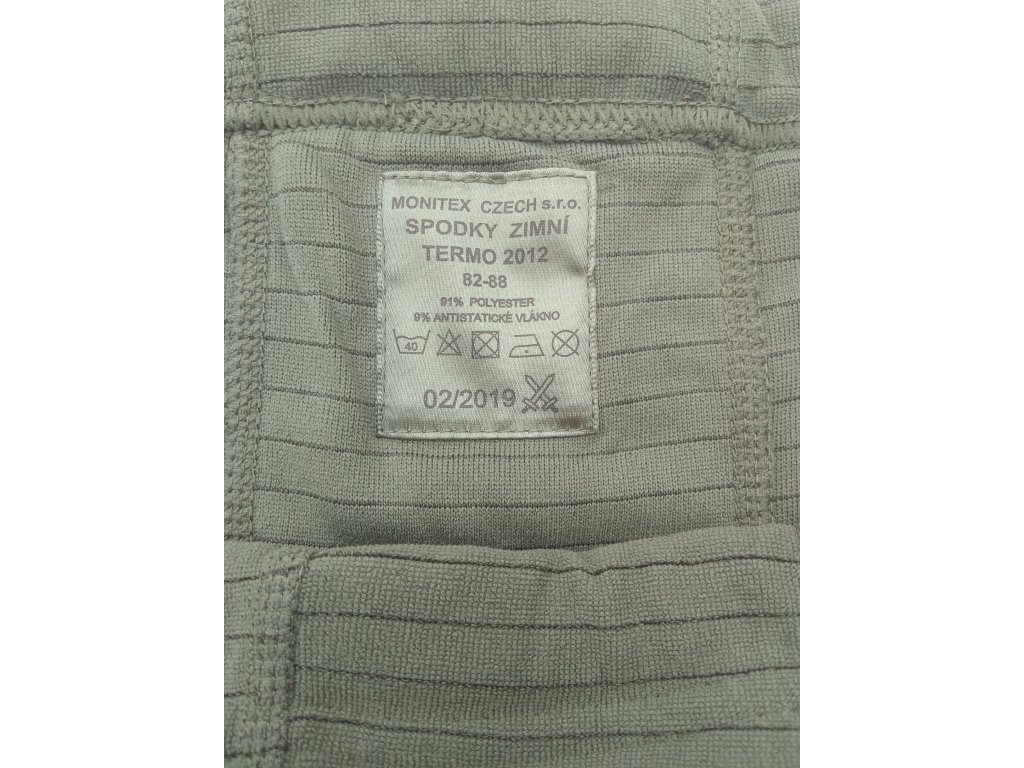 MONITEX CZECH s.r.o.
SPODKY ZIMNÍ
TERMO 2012
82-88
91% POLYESTER
9% ANTISTATICKÉ VLÁKNO
40
02/2019